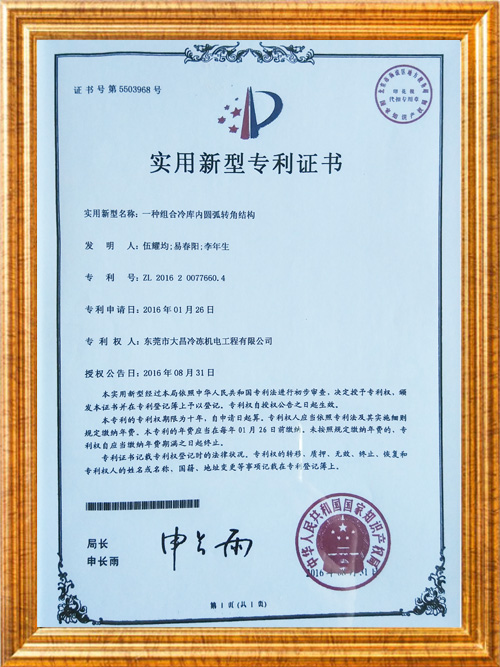 证书号第5503968号
实用新型专利证书
实用新型名称：一种组合冷库内圆弧转角结构
发明人：伍耀均;易春阳;李年生
专利号：ZL 2016 2 0077660.4
专利申请日：2016年01月26日
专利权人：东莞市大昌冷冻机电工程有限公司
授权公告日：2016年08月31日
本实用新型经过本局依照中华人民共和国专利法进行初步审查，决定授予专利权，颁
发本证书并在专利登记簿上予以登记。专利权自授权公告之日起生效。
本专利的专利权期限为十年，自申请日起算。专利权人应当依照专利法及其实施细则
规定缴纳年费。本专利的年费应当在每年01月26日前缴纳。未按照规定缴纳年费的，专利
权自应当缴纳年费期满之日起终止。
专利证书记载专利权登记时的法律状况。专利权的转移、质押、无效、终止、恢复和
专利权人的姓名或名称、国籍、地址变更等事项记载在专利登记簿上。
局长
申长雨
申长雨
中华人民共和国国家知识产权局
第1页(共1页)